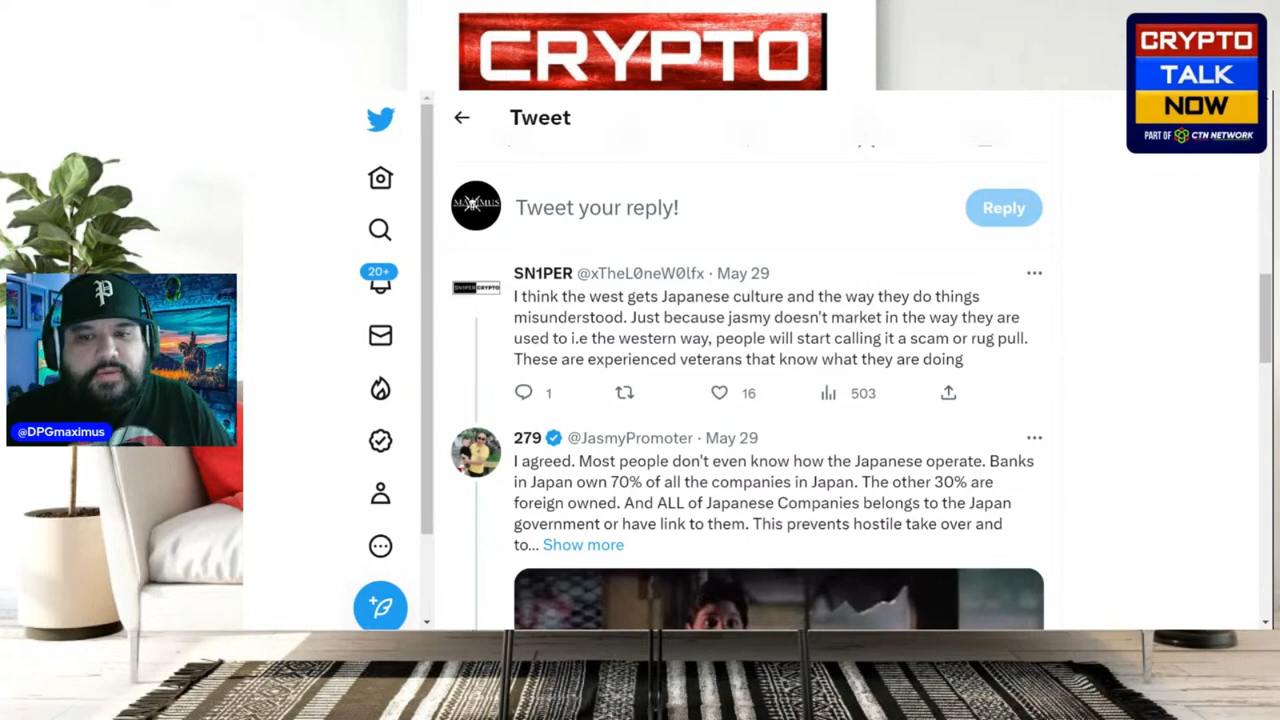 CRYPTO
CRYPTO
TALK
NOW
PART OF CTN NETWORK
Tweet
MAXIMUS
Tweet your reply!
Reply
20+
SN1PER @xTheL0neW0lfx · May 29
SN1PER CRYPTO
I think the west gets Japanese culture and the way they do things
misunderstood. Just because jasmy doesn't market in the way they are
used to i.e the western way, people will start calling it a scam or rug pull.
These are experienced veterans that know what they are doing
1
16
503
P
@DPGmaximus
279 @JasmyPromoter · May 29
I agreed. Most people don't even know how the Japanese operate. Banks
in Japan own 70% of all the companies in Japan. The other 30% are
foreign owned. And ALL of Japanese Companies belongs to the Japan
government or have link to them. This prevents hostile take over and
to... Show more